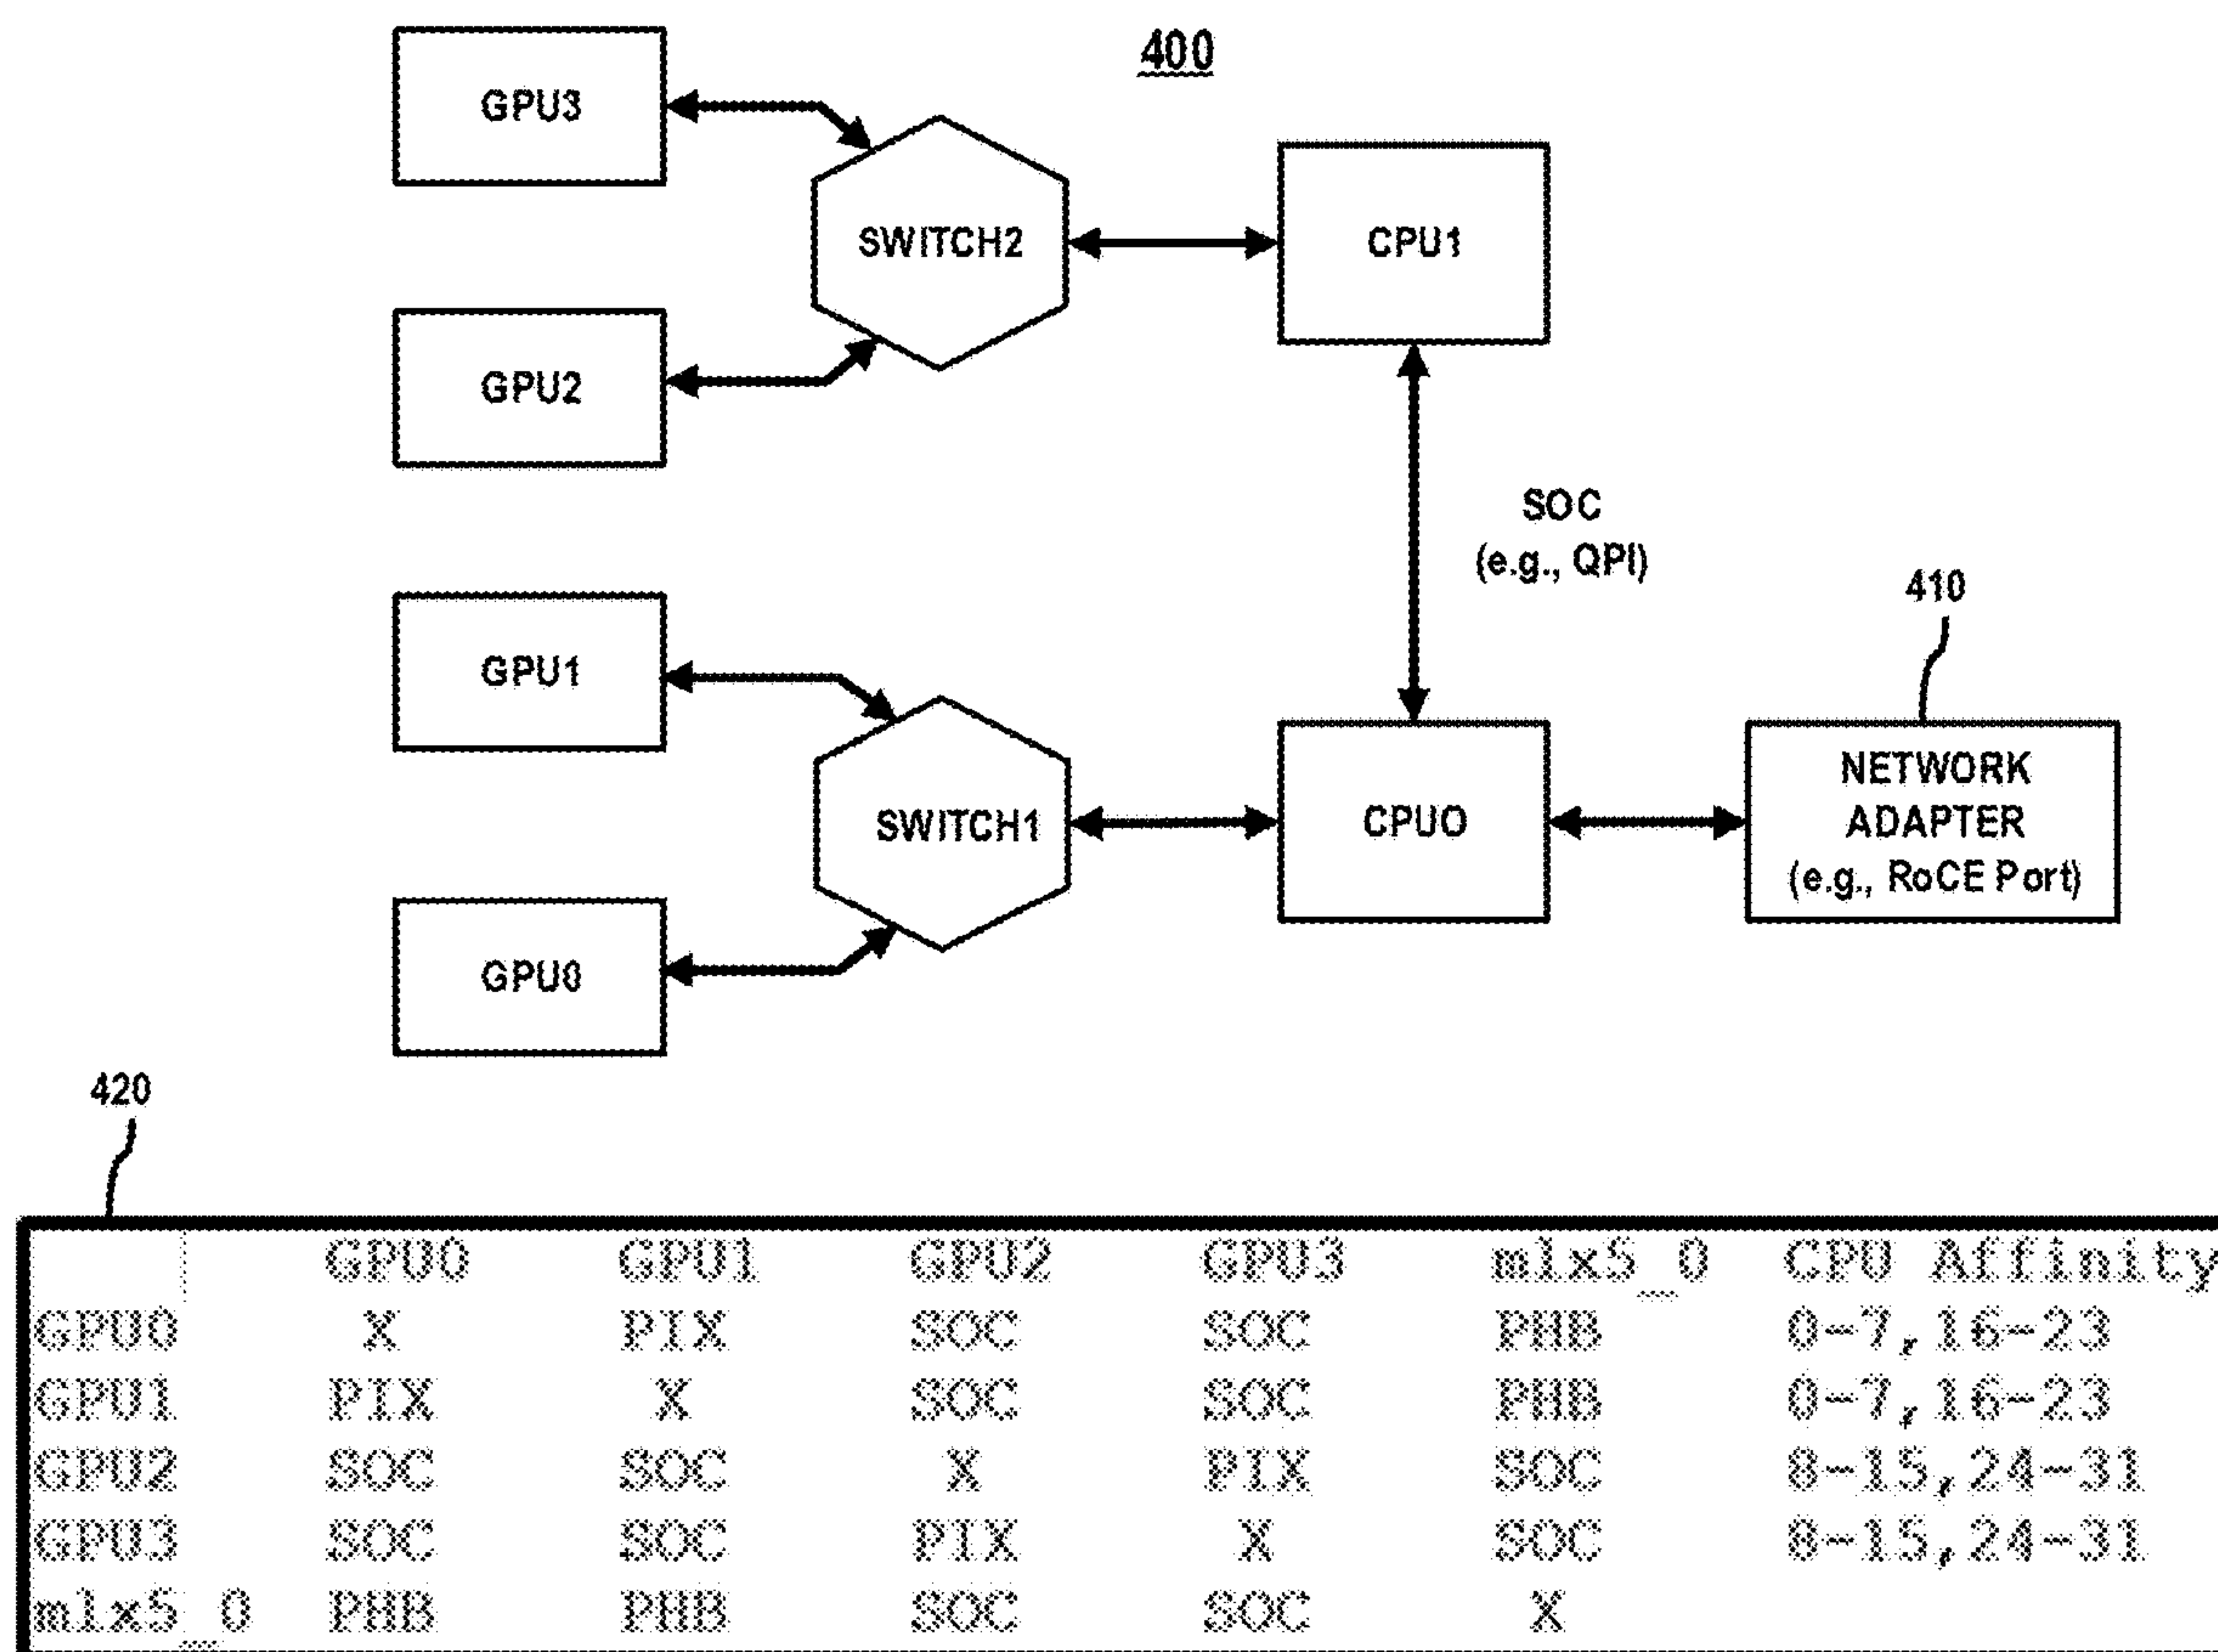 400
GPU3
SWITCH2
CPU1
GPU2
SOC
(e.g., QPI)
410
GPU1
SWITCH1
CPU0
NETWORK
ADAPTER
(e.g., RoCE Port)
GPU0
420
GPU0 GPU1 GPU2 GPU3 mlx5_0 CPU Affinity
GPU0 X PIX SOC SOC PHB 0-7,16-23
GPU1 PIX X SOC SOC PHB 0-7,16-23
GPU2 SOC SOC X PIX SOC 8-15,24-31
GPU3 SOC SOC PIX X SOC 8-15,24-31
mlx5_0 PHB PHB SOC SOC X